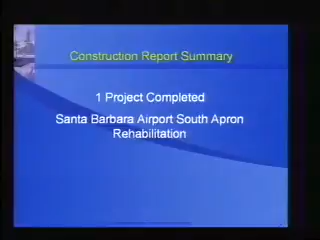 Construction Report Summary
1 Project Completed
Santa Barbara Airport South Apron
Rehabilitation